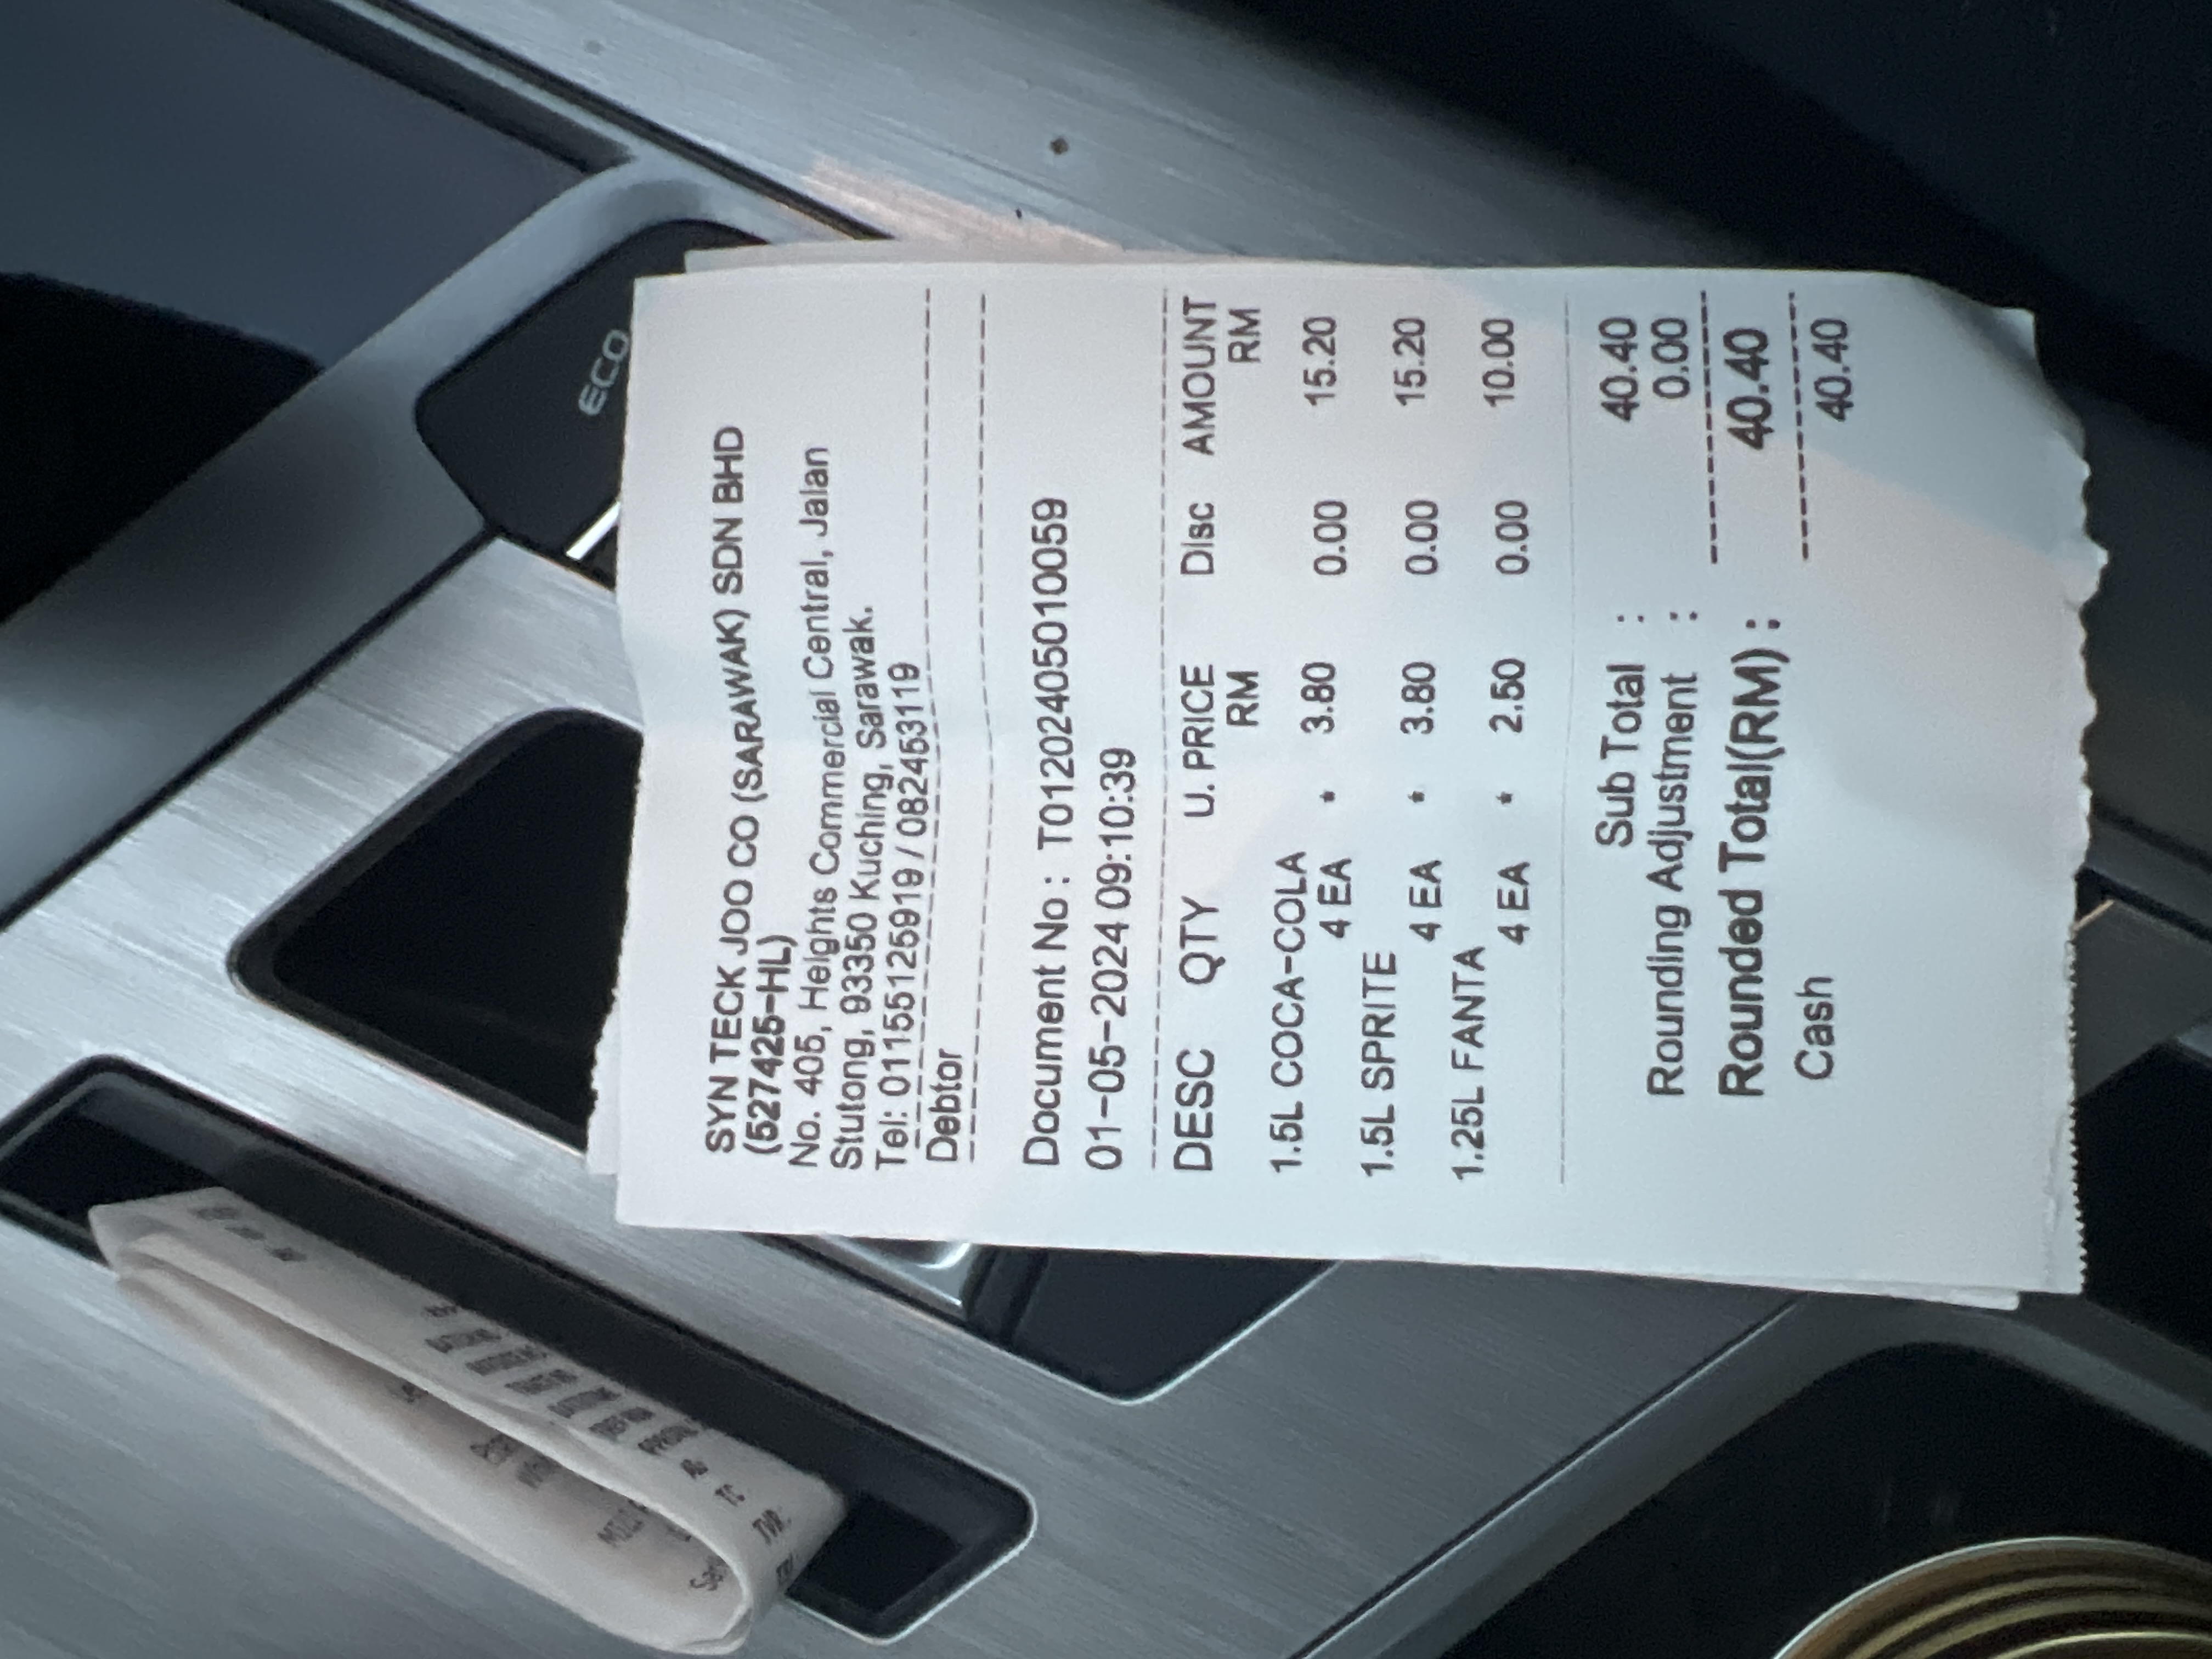 ECO
SYN TECK JOO CO (SARAWAK) SDN BHD
(527425-HL)
No. 405, Heights Commercial Central, Jalan
Stutong, 93350 Kuching, Sarawak.
Tel: 01155125919 / 082453119
Debtor
Document No : T01202405010059
01-05-2024 09:10:39
DESC QTY U. PRICE Disc AMOUNT
RM RM
1.5L COCA-COLA
4 EA * 3.80 0.00 15.20
1.5L SPRITE
4 EA * 3.80 0.00 15.20
1.25L FANTA
4 EA * 2.50 0.00 10.00
Sub Total : 40.40
Rounding Adjustment : 0.00
Rounded Total(RM) : 40.40
Cash 40.40